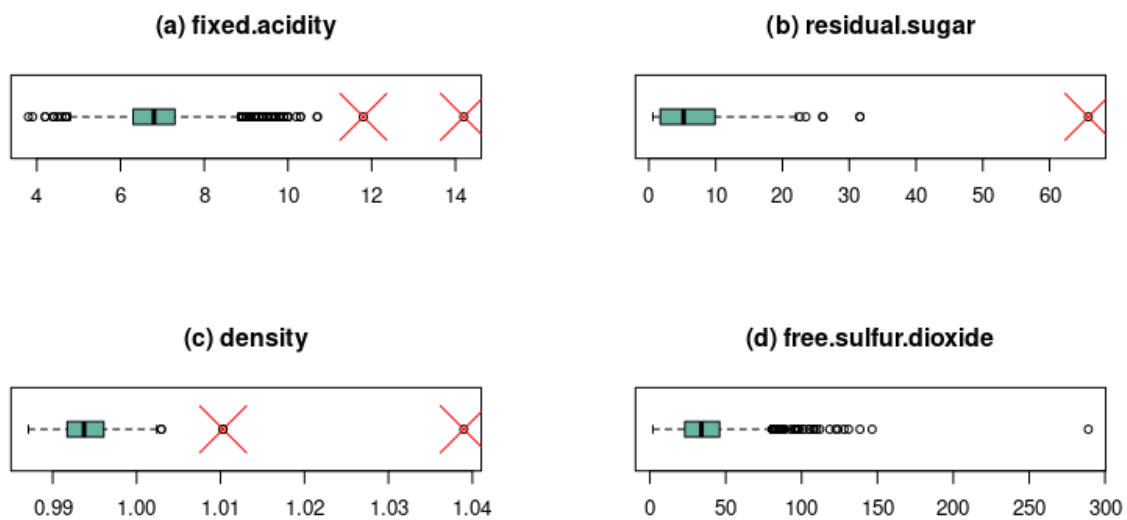 (a) fixed.acidity
4 6 8 10 12 14
(b) residual.sugar
0 10 20 30 40 50 60
(c) density
0.99 1.00 1.01 1.02 1.03 1.04
(d) free.sulfur.dioxide
0 50 100 150 200 250 300